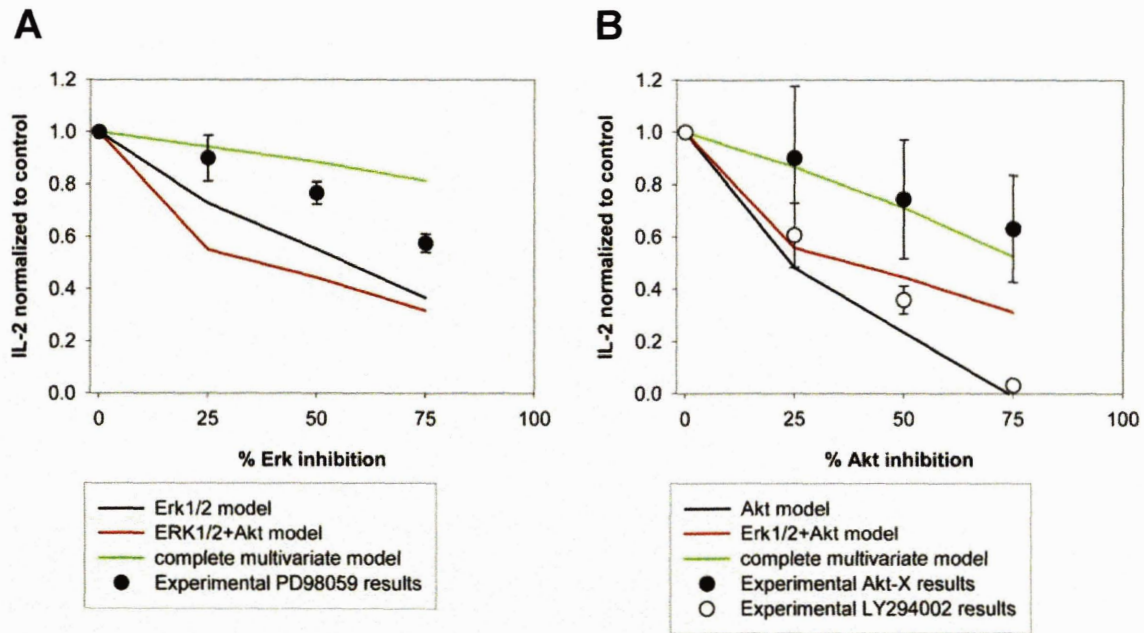 A
B
1.2
1.0
0.8
0.6
0.4
0.2
0.0
IL-2 normalized to control
0 25 50 75 100
% Erk inhibition
Erk1/2 model
ERK1/2+Akt model
complete multivariate model
Experimental PD98059 results
1.2
1.0
0.8
0.6
0.4
0.2
0.0
IL-2 normalized to control
0 25 50 75 100
% Akt inhibition
Akt model
Erk1/2+Akt model
complete multivariate model
Experimental Akt-X results
Experimental LY294002 results